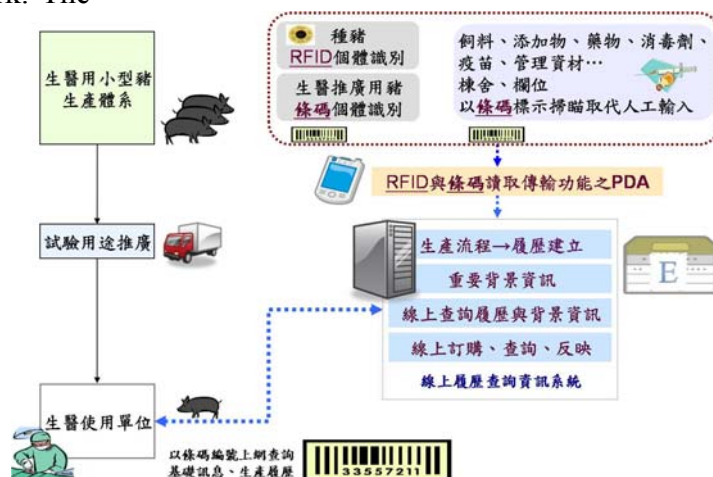 The
生醫用小型豬
生產體系
試驗用途推廣
生醫使用單位
種豬
RFID個體識別
生醫推廣用豬
條碼個體識別
飼料、添加物、藥物、消毒劑、
疫苗、管理資材…
棟舍、欄位
以條碼標示掃瞄取代人工輸入
RFID與條碼讀取傳輸功能之PDA
生產流程→履歷建立
重要背景資訊
線上查詢履歷與背景資訊
線上訂購、查詢、反映
線上履歷查詢資訊系統
E
以條碼編號上網查詢
基礎訊息、生產履歷
33557211